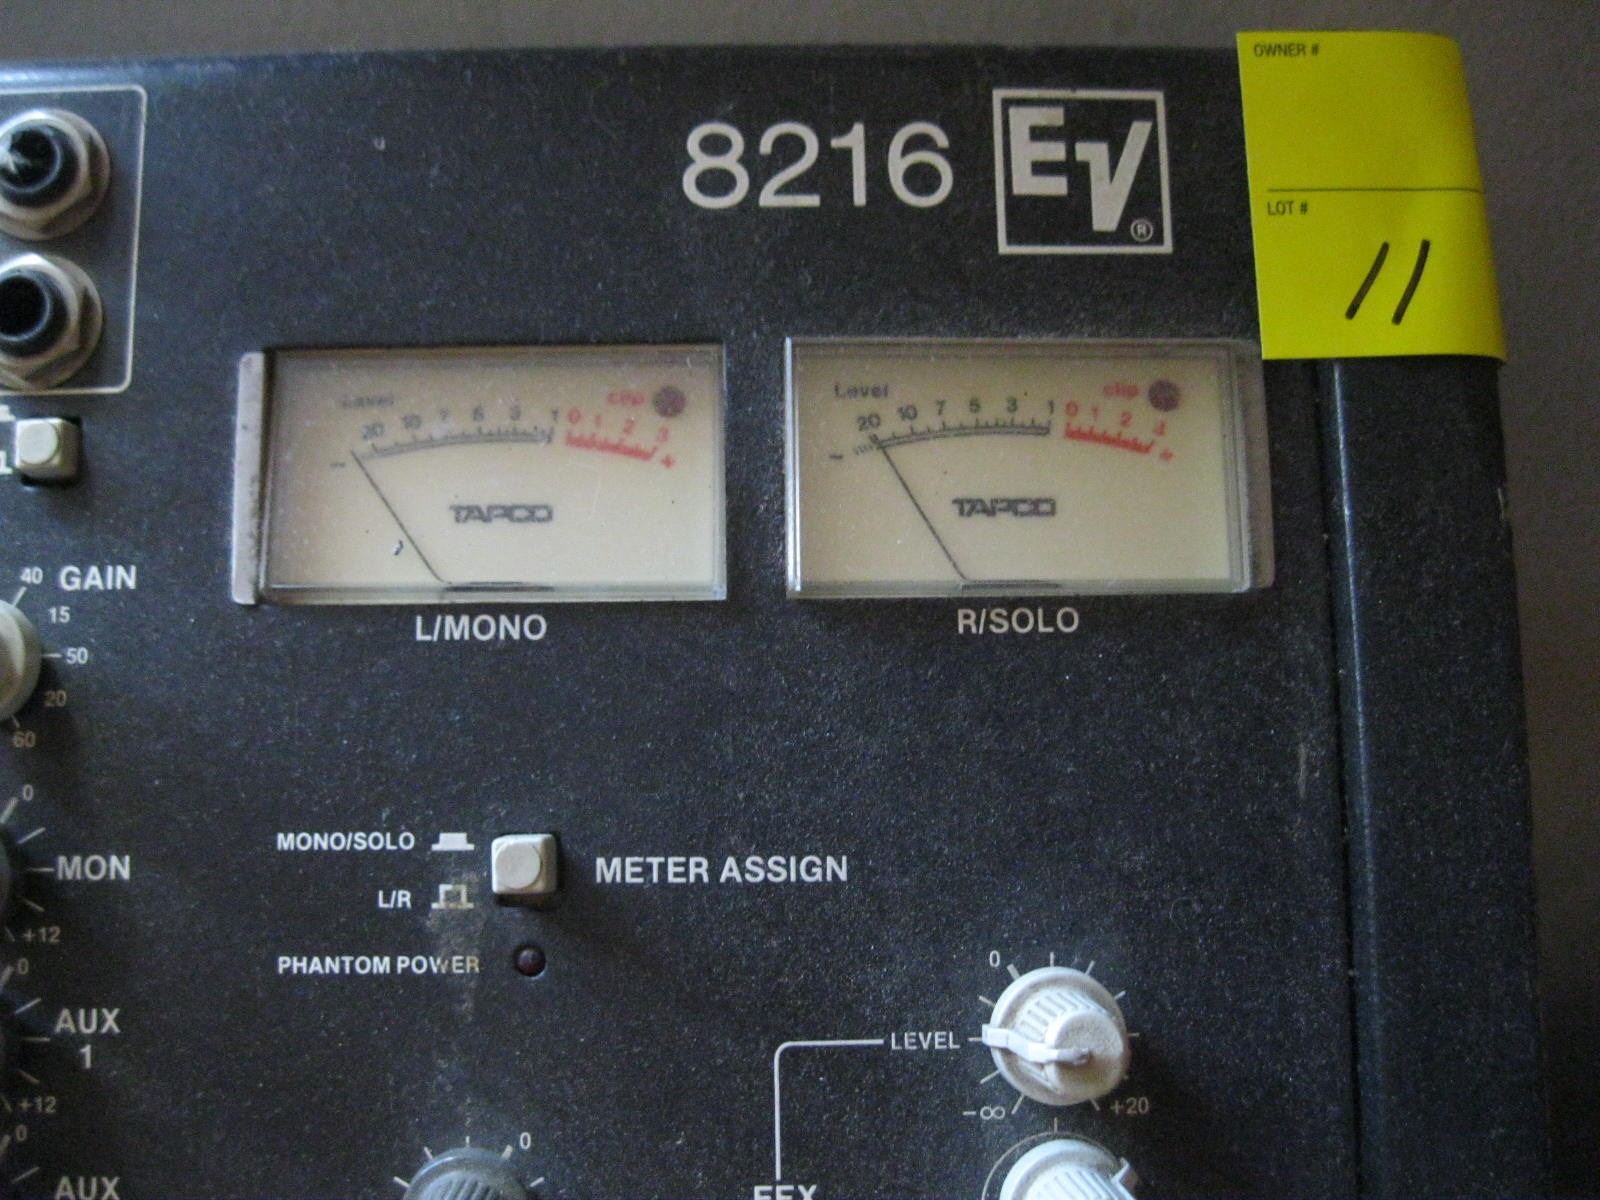 OWNER #
8216 EV®
LOT #
11
Level clip
20 10 7 5 3 1 0 1 2 3
- +
TAPCO
L/MONO
Level clip
20 10 7 5 3 1 0 1 2 3
- +
TAPCO
R/SOLO
40 GAIN
15
50
20
60
0
MON
+12
MONO/SOLO
L/R
METER ASSIGN
PHANTOM POWER
0
AUX
1
+12
0
AUX
0
0
LEVEL
-∞
+20
EFX